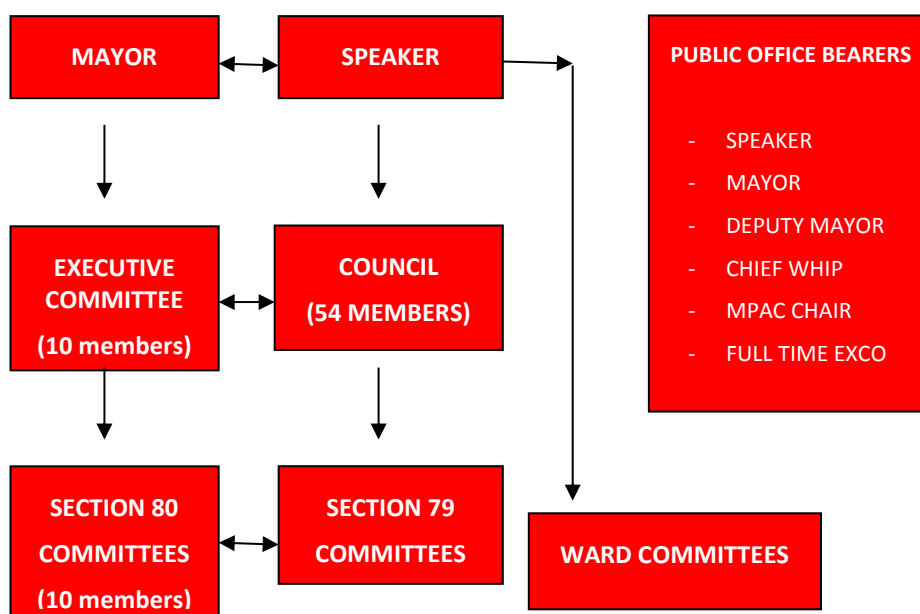 MAYOR
SPEAKER
PUBLIC OFFICE BEARERS
- SPEAKER
- MAYOR
- DEPUTY MAYOR
- CHIEF WHIP
- MPAC CHAIR
- FULL TIME EXCO
EXECUTIVE
COMMITTEE
(10 members)
COUNCIL
(54 MEMBERS)
SECTION 80
COMMITTEES
(10 members)
SECTION 79
COMMITTEES
WARD COMMITTEES